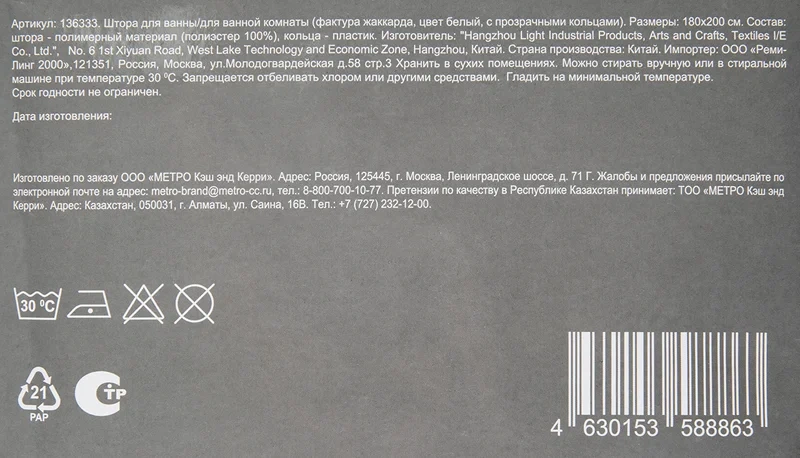 Артикул: 136333. Штора для ванны/для ванной комнаты (фактура жаккарда, цвет белый, с прозрачными кольцами). Размеры: 180х200 см. Состав:
штора - полимерный материал (полиэстер 100%), кольца - пластик. Изготовитель: "Hangzhou Light Industrial Products, Arts and Crafts, Textiles I/E
Co., Ltd.", No. 6 1st Xiyuan Road, West Lake Technology and Economic Zone, Hangzhou, Китай. Страна производства: Китай. Импортер: ООО «Реми-
Линг 2000»,121351, Россия, Москва, ул.Молодогвардейская д.58 стр.3 Хранить в сухих помещениях. Можно стирать вручную или в стиральной
машине при температуре 30 ⁰С. Запрещается отбеливать хлором или другими средствами. Гладить на минимальной температуре.
Срок годности не ограничен.
Дата изготовления:
Изготовлено по заказу ООО «МЕТРО Кэш энд Керри». Адрес: Россия, 125445, г. Москва, Ленинградское шоссе, д. 71 Г. Жалобы и предложения присылайте по
электронной почте на адрес: metro-brand@metro-cc.ru, тел.: 8-800-700-10-77. Претензии по качеству в Республике Казахстан принимает: ТОО «МЕТРО Кэш энд
Керри». Адрес: Казахстан, 050031, г. Алматы, ул. Саина, 16В. Тел.: +7 (727) 232-12-00.
30 ⁰C
21
PAP
СТР
4 630153 588863